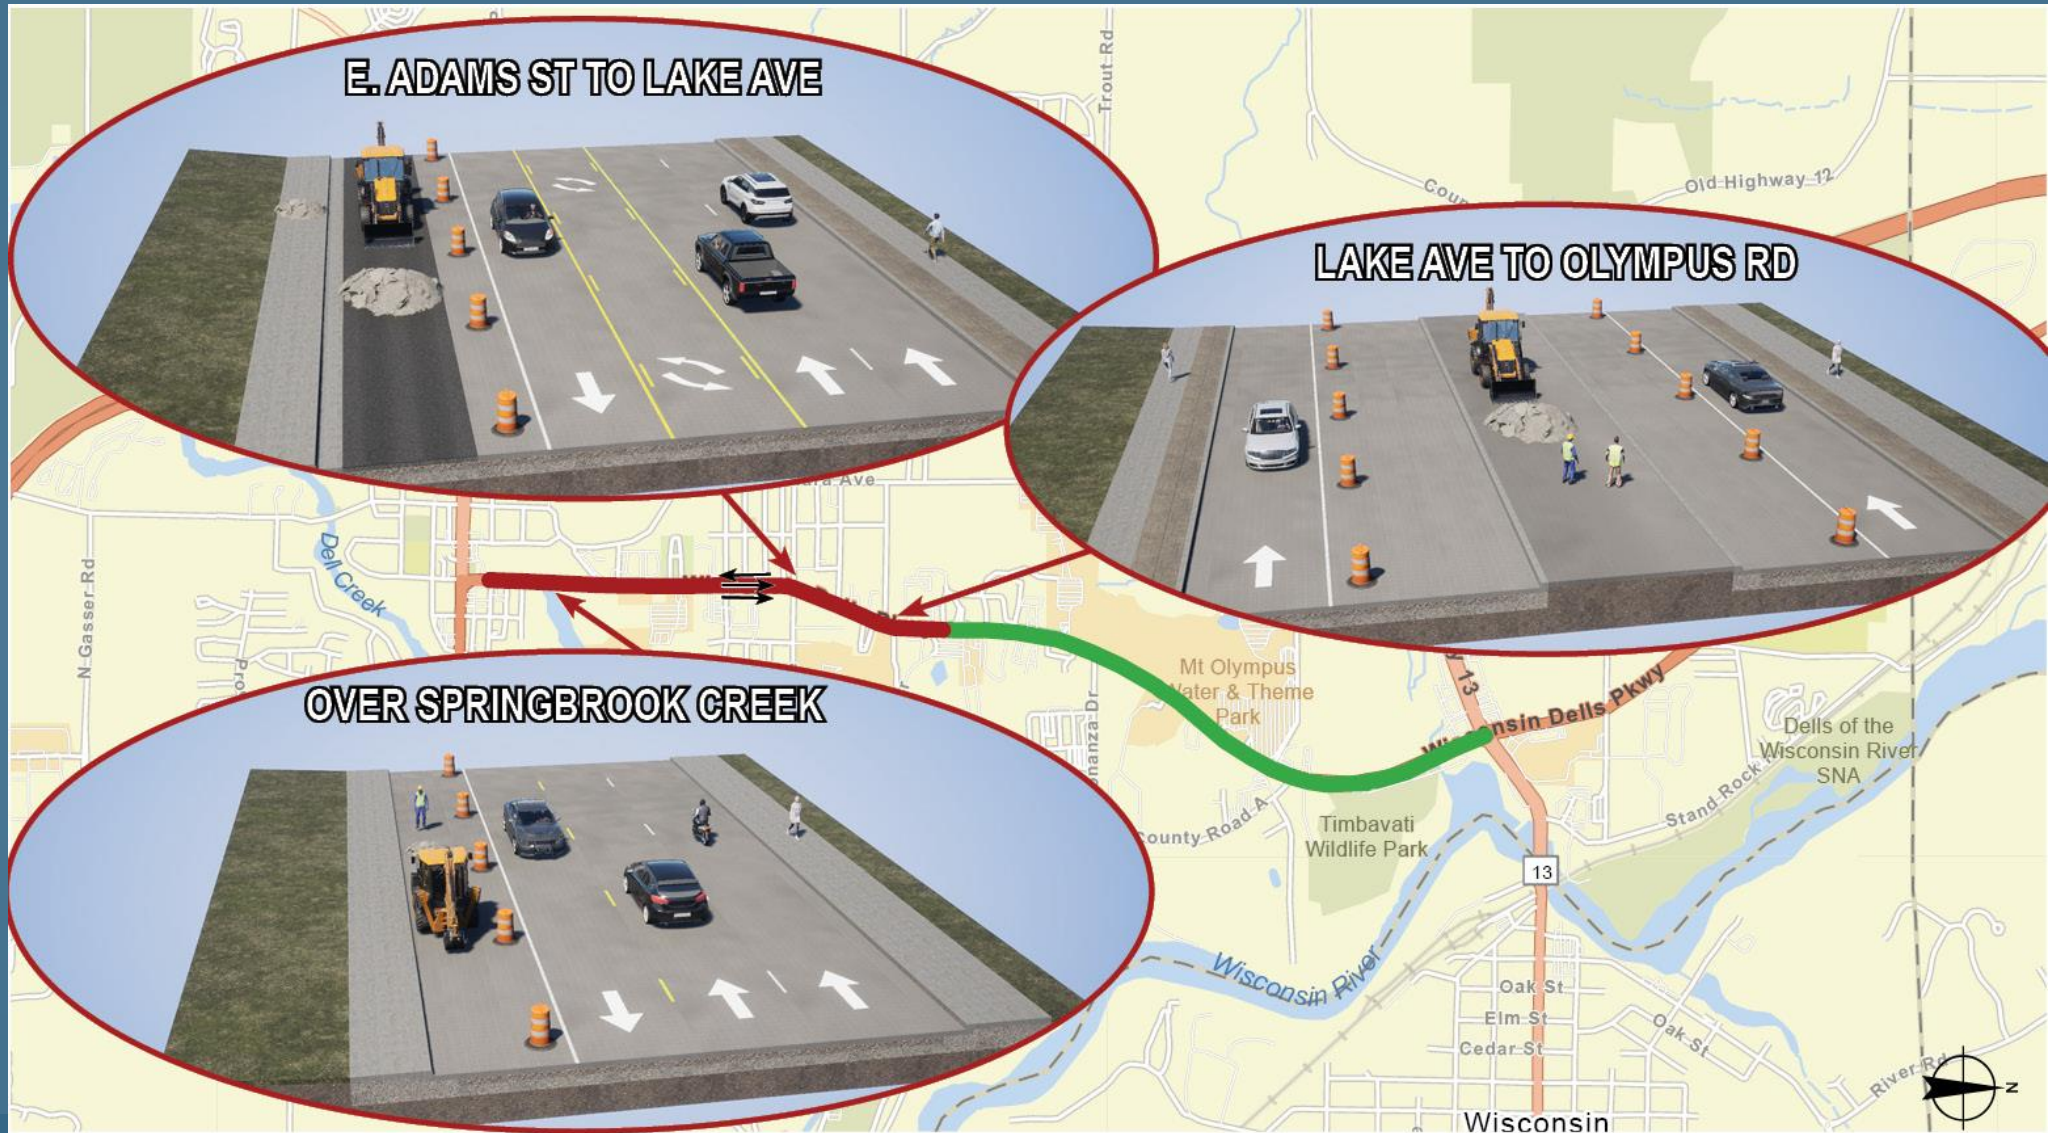 E. ADAMS ST TO LAKE AVE
Trout Rd
Old Highway 12
LAKE AVE TO OLYMPUS RD
Ave
Dell Creek
N Gasser Rd
OVER SPRINGBROOK CREEK
Mt Olympus
Water & Theme
Park
13
Wisconsin Dells Pkwy
Dells of the
Wisconsin River
SNA
Stand Rock
County Road A
Timbavati
Wildlife Park
13
Wisconsin River
Oak St
Elm St
Cedar St
Oak St
River Rd
N
Wisconsin